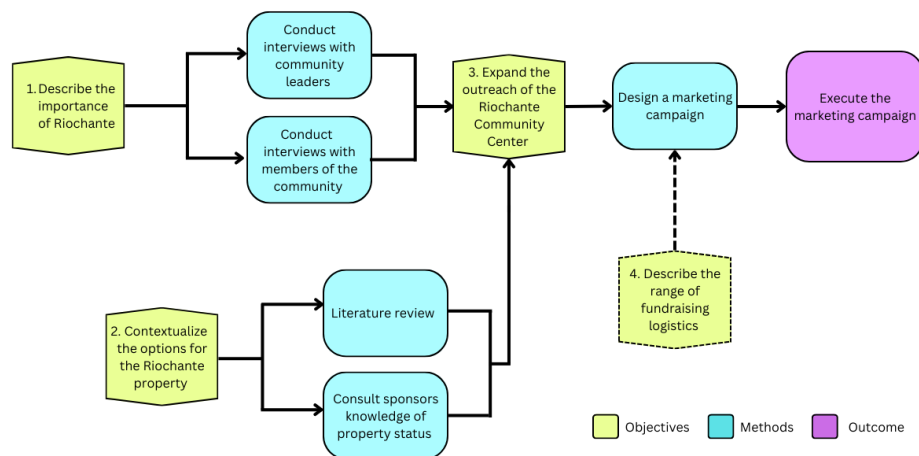 1. Describe the
importance
of Riochante
Conduct
interviews with
community
leaders
Conduct
interviews with
members of the
community
3. Expand the
outreach of the
Riochante
Community
Center
Design a marketing
campaign
Execute the
marketing campaign
2. Contextualize
the options for
the Riochante
property
Literature review
Consult sponsors
knowledge of
property status
4. Describe the
range of
fundraising
logistics
Objectives
Methods
Outcome